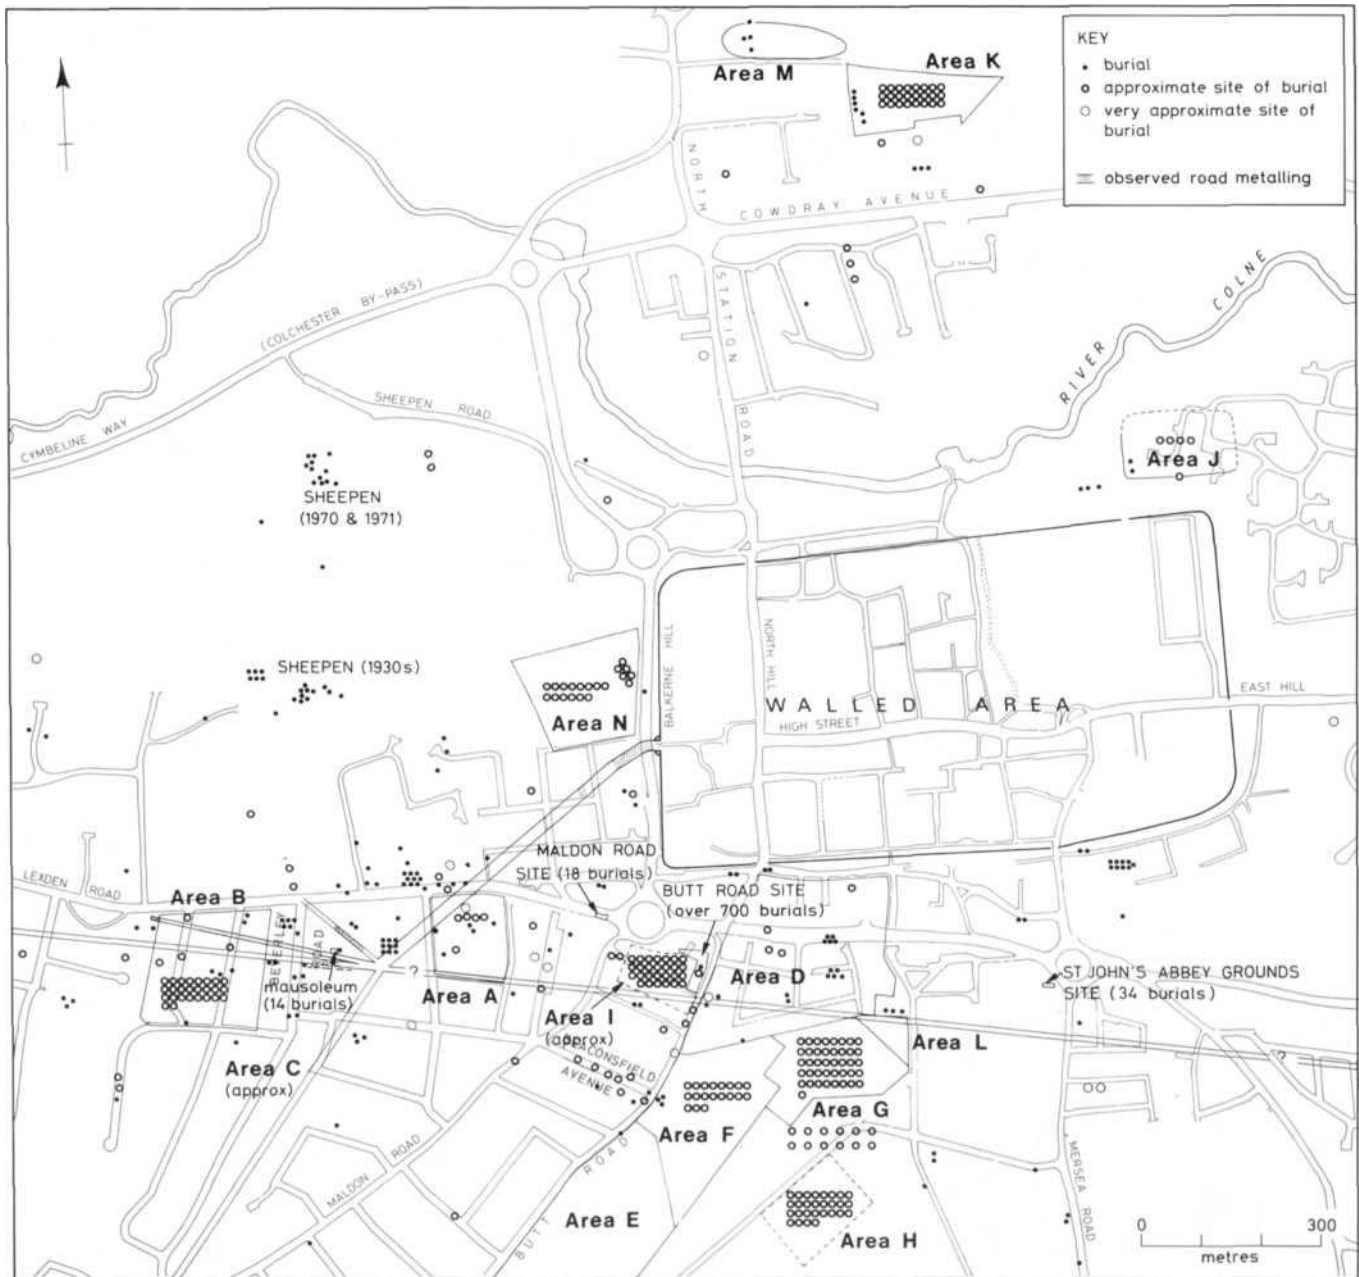 KEY
burial
approximate site of burial
very approximate site of
burial
observed road metalling
Area M
Area K
NORTH
STATION
ROAD
COWDRAY AVENUE
RIVER COLNE
(COLCHESTER BY-PASS)
CYMBELINE WAY
SHEEPEN ROAD
SHEEPEN
(1970 & 1971)
Area J
SHEEPEN (1930s)
Area N
BALKERNE HILL
NORTH HILL
WALLED AREA
HIGH STREET
EAST HILL
MALDON ROAD
SITE (18 burials)
BUTT ROAD SITE
(over 700 burials)
LEXDEN ROAD
Area B
BEVERLEY
ROAD
mausoleum
(14 burials)
?
Area A
Area D
ST JOHN'S ABBEY GROUNDS
SITE (34 burials)
Area I
(approx)
BEACONSFIELD
AVENUE
Area L
?
Area C
(approx)
Area G
Area F
MALDON ROAD
BUTT ROAD
Area E
Area H
MERSEA ROAD
0 300
metres